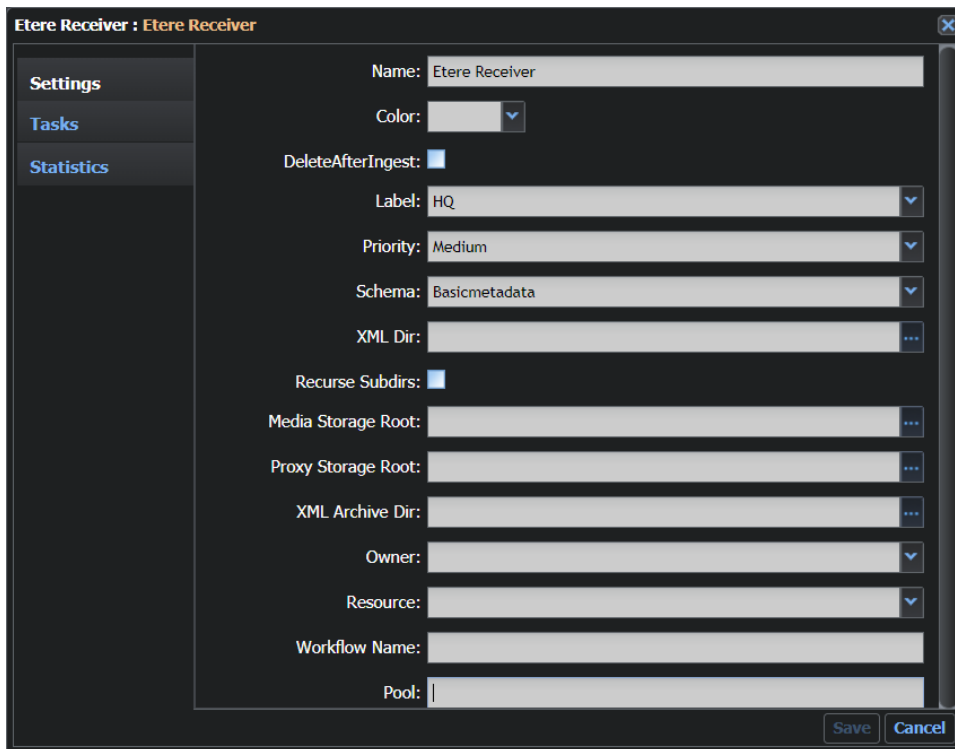 Etere Receiver : Etere Receiver
Settings
Tasks
Statistics
Name: Etere Receiver
Color:
DeleteAfterIngest:
Label: HQ
Priority: Medium
Schema: Basicmetadata
XML Dir: ...
Recurse Subdirs:
Media Storage Root: ...
Proxy Storage Root: ...
XML Archive Dir: ...
Owner:
Resource:
Workflow Name:
Pool:
Save Cancel